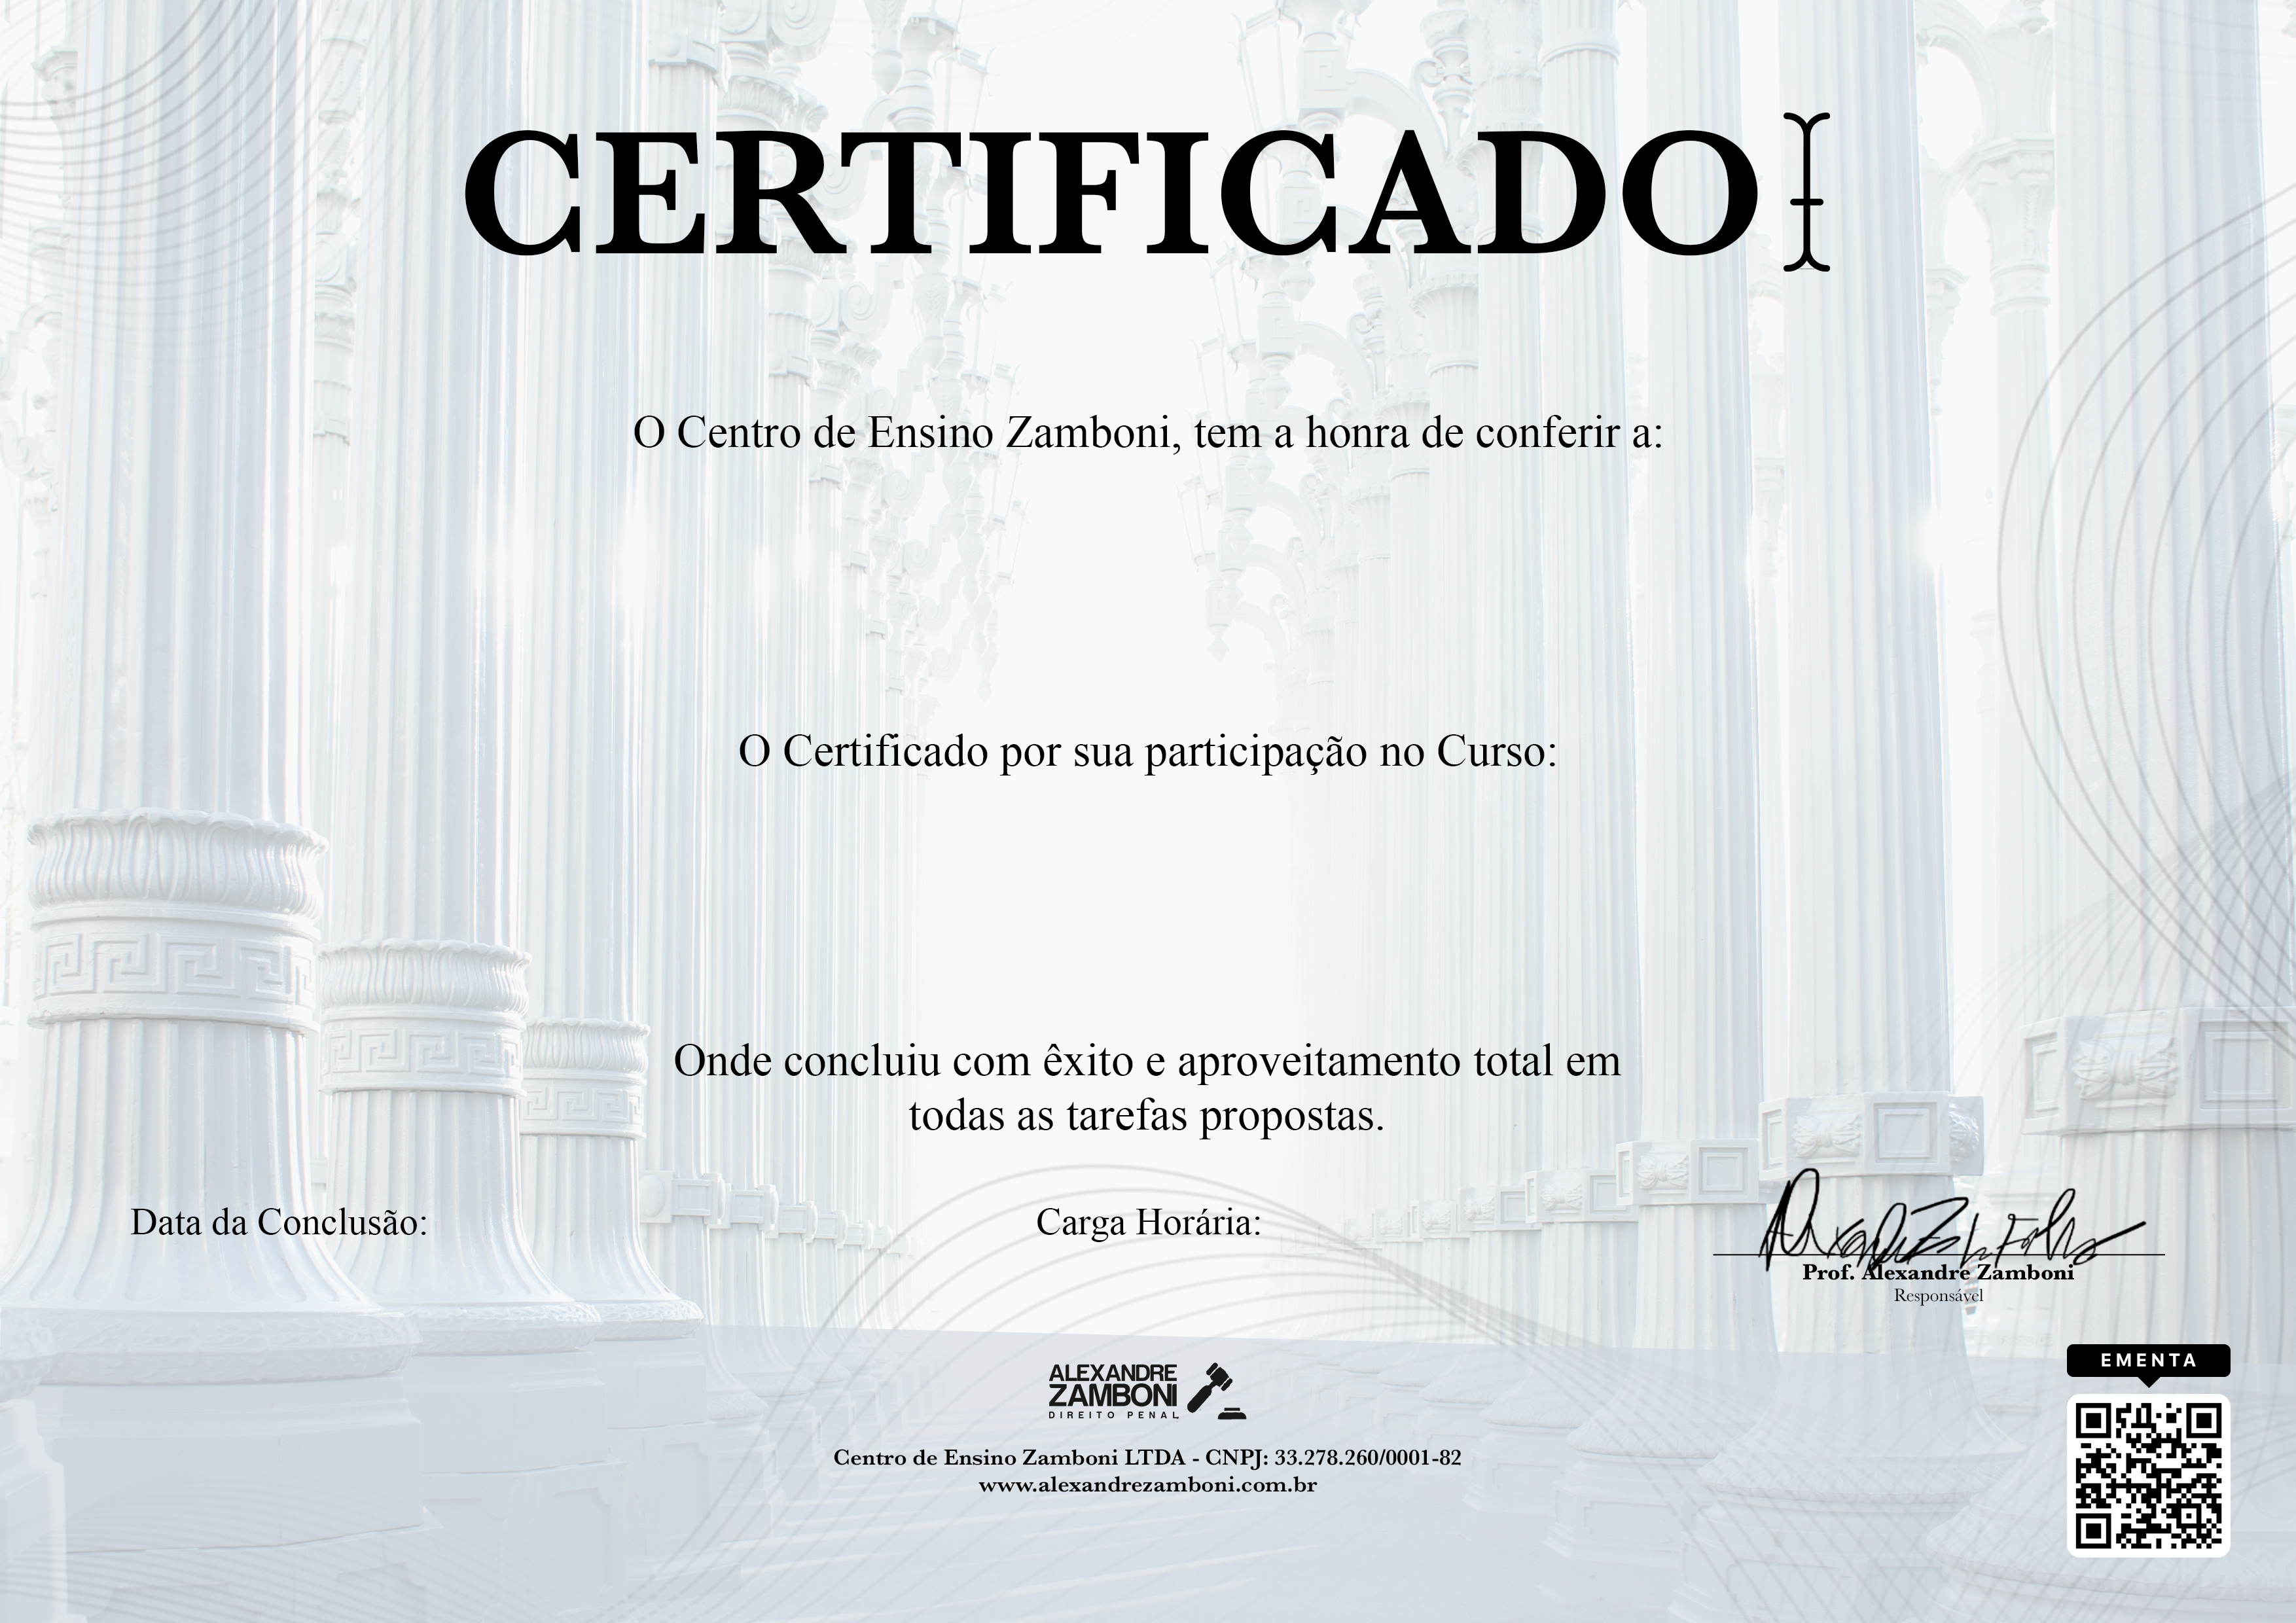 CERTIFICADO
O Centro de Ensino Zamboni, tem a honra de conferir a:
O Certificado por sua participação no Curso:
Onde concluiu com êxito e aproveitamento total em
todas as tarefas propostas.
Data da Conclusão:
Carga Horária:
Prof. Alexandre Zamboni
Responsável
ALEXANDRE
ZAMBONI
DIREITO PENAL
Centro de Ensino Zamboni LTDA - CNPJ: 33.278.260/0001-82
www.alexandrezamboni.com.br
EMENTA